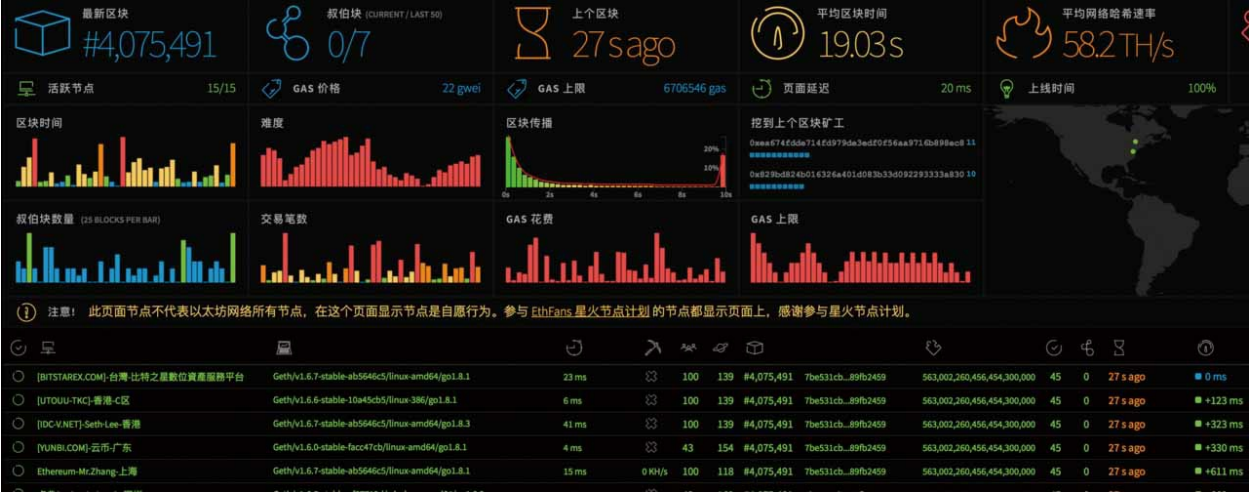 最新区块
#4,075,491
叔伯块 (CURRENT / LAST 50)
0/7
上个区块
27 s ago
平均区块时间
19.03 s
平均网络哈希速率
58.2 TH/s
活跃节点 15/15
GAS 价格 22 gwei
GAS 上限 6706546 gas
页面延迟 20 ms
上线时间 100%
区块时间
难度
区块传播
20%
10%
0s 2s 4s 6s 8s 10s
挖到上个区块矿工
11
10
叔伯块数量 (25 BLOCKS PER BAR)
交易笔数
GAS 花费
GAS 上限
注意! 此页面节点不代表以太坊网络所有节点,在这个页面显示节点是自愿行为。参与 EthFans 星火节点计划 的节点都显示页面上,感谢参与星火节点计划。
[BITSTAREX.COM]-台灣-比特之星數位資產服務平台 Geth/v1.6.7-stable-ab5646c5/linux-amd64/go1.8.1 23 ms 100 139 #4,075,491 7be531cb...89fb2459 563,002,260,456,454,300,000 45 0 27 s ago 0 ms
[UTOUU-TKC]-香港-C区 Geth/v1.6.6-stable-10a45cb5/linux-386/go1.8.1 6 ms 100 139 #4,075,491 7be531cb...89fb2459 563,002,260,456,454,300,000 45 0 27 s ago +123 ms
[IDC-V.NET]-Seth-Lee-香港 Geth/v1.6.7-stable-ab5646c5/linux-amd64/go1.8.3 41 ms 100 139 #4,075,491 7be531cb...89fb2459 563,002,260,456,454,300,000 45 0 27 s ago +323 ms
[YUNBI.COM]-云币-广东 Geth/v1.6.0-stable-facc47cb/linux-amd64/go1.8.1 4 ms 43 154 #4,075,491 7be531cb...89fb2459 563,002,260,456,454,300,000 45 0 27 s ago +330 ms
Ethereum-Mr.Zhang-上海 Geth/v1.6.7-stable-ab5646c5/linux-amd64/go1.8.1 15 ms 0 KH/s 100 118 #4,075,491 7be531cb...89fb2459 563,002,260,456,454,300,000 45 0 27 s ago +611 ms